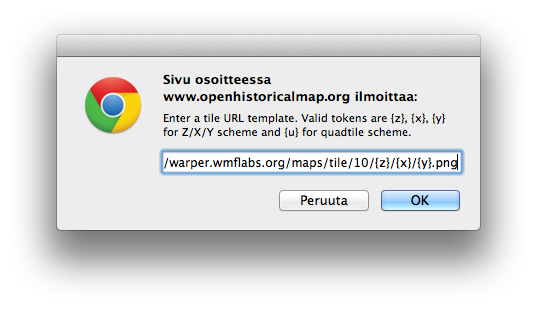 Sivu osoitteessa
www.openhistoricalmap.org ilmoittaa:
Enter a tile URL template. Valid tokens are {z}, {x}, {y}
for Z/X/Y scheme and {u} for quadtile scheme.
/warper.wmflabs.org/maps/tile/10/{z}/{x}/{y}.png
Peruuta OK